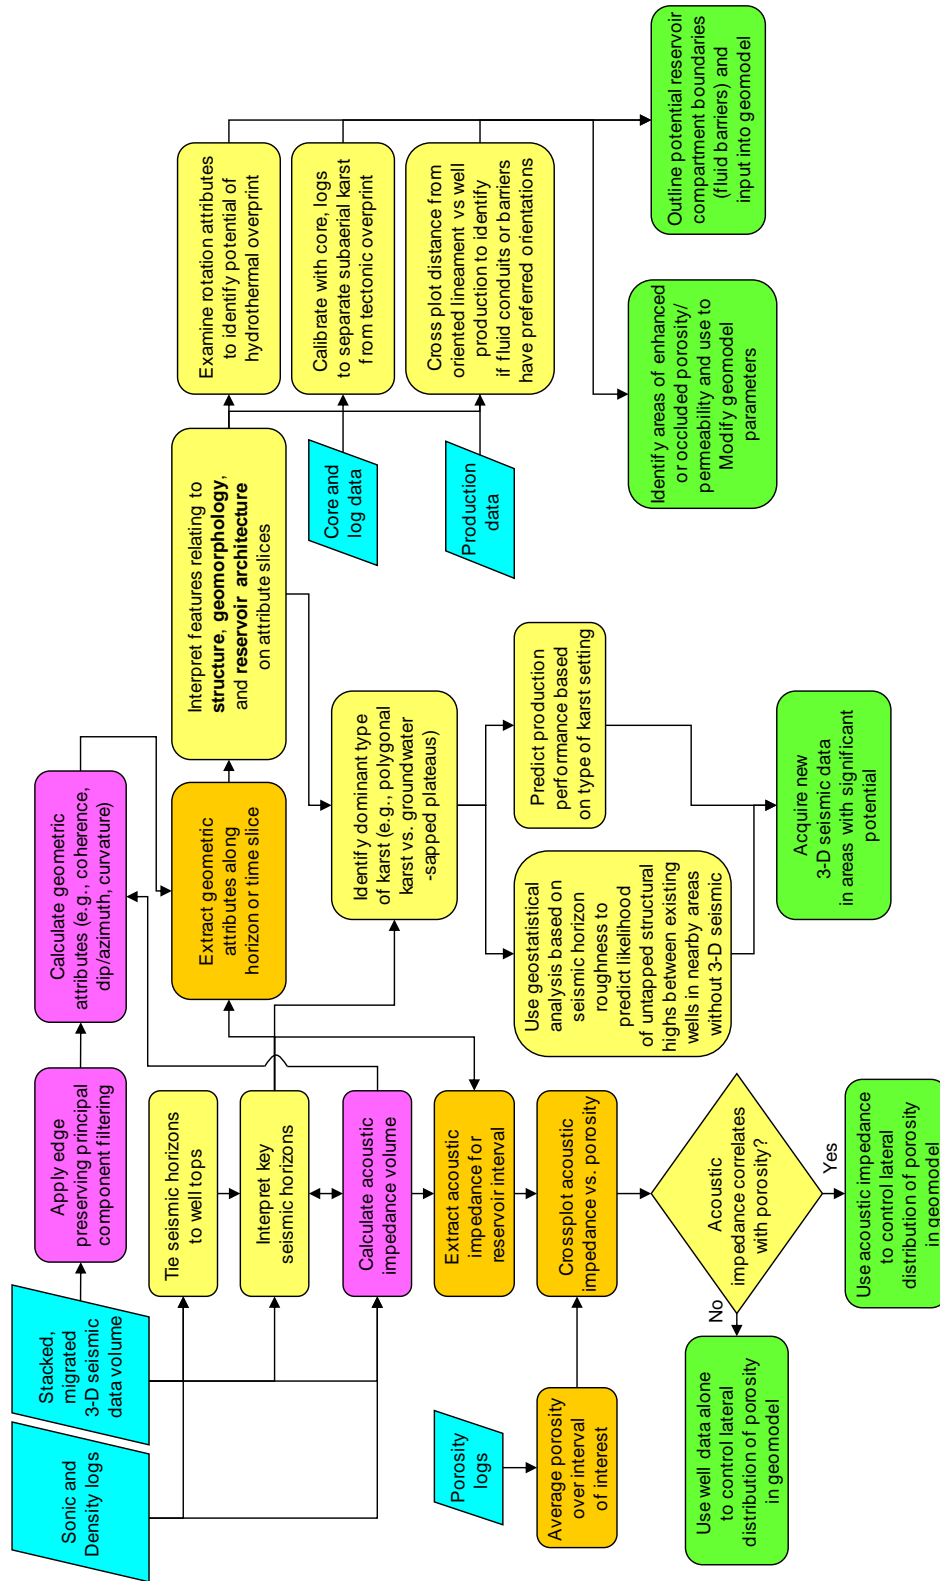 Sonic and
Density logs
Stacked,
migrated
3-D seismic
data volume
Apply edge
preserving principal
component filtering
Calculate geometric
attributes (e.g., coherence,
dip/azimuth, curvature)
Tie seismic horizons
to well tops
Interpret key
seismic horizons
Calculate acoustic
impedance volume
Extract geometric
attributes along
horizon or time slice
Interpret features relating to
structure, geomorphology,
and reservoir architecture
on attribute slices
Examine rotation attributes
to identify potential of
hydrothermal overprint
Calibrate with core, logs
to separate subaerial karst
from tectonic overprint
Cross plot distance from
oriented lineament vs well
production to identify
if fluid conduits or barriers
have preferred orientations
Core and
log data
Production
data
Identify dominant type
of karst (e.g., polygonal
karst vs. groundwater
-sapped plateaus)
Extract acoustic
impedance for
reservoir interval
Porosity
logs
Average porosity
over interval
of interest
Crossplot acoustic
impedance vs. porosity
Use geostatistical
analysis based on
seismic horizon
roughness to
predict likelihood
of untapped structural
highs between existing
wells in nearby areas
without 3-D seismic
Predict production
performance based
on type of karst setting
Identify areas of enhanced
or occluded porosity/
permeability and use to
Modify geomodel
parameters
Outline potential reservoir
compartment boundaries
(fluid barriers) and
input into geomodel
Acoustic
impedance correlates
with porosity?
No
Yes
Use well data alone
to control lateral
distribution of porosity
in geomodel
Use acoustic impedance
to control lateral
distribution of porosity
in geomodel
Acquire new
3-D seismic data
in areas with significant
potential